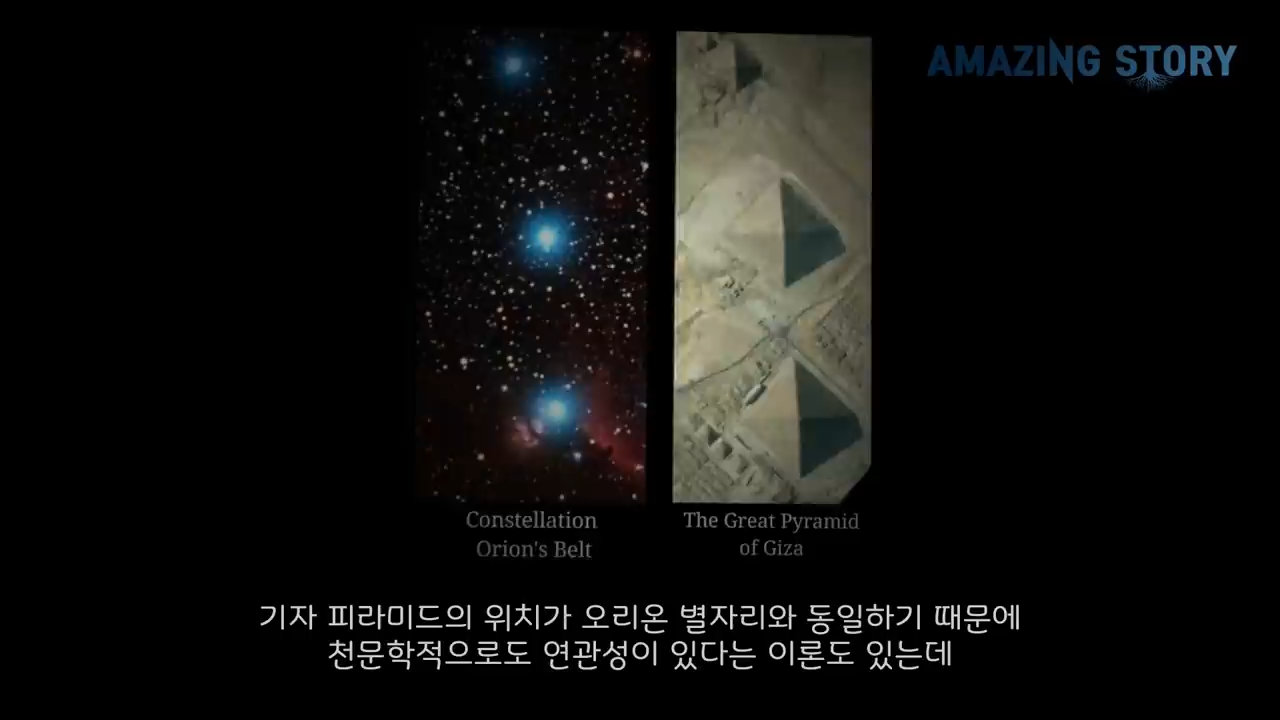 AMAZING STORY
Constellation
Orion's Belt
The Great Pyramid
of Giza
기자 피라미드의 위치가 오리온 별자리와 동일하기 때문에
천문학적으로도 연관성이 있다는 이론도 있는데